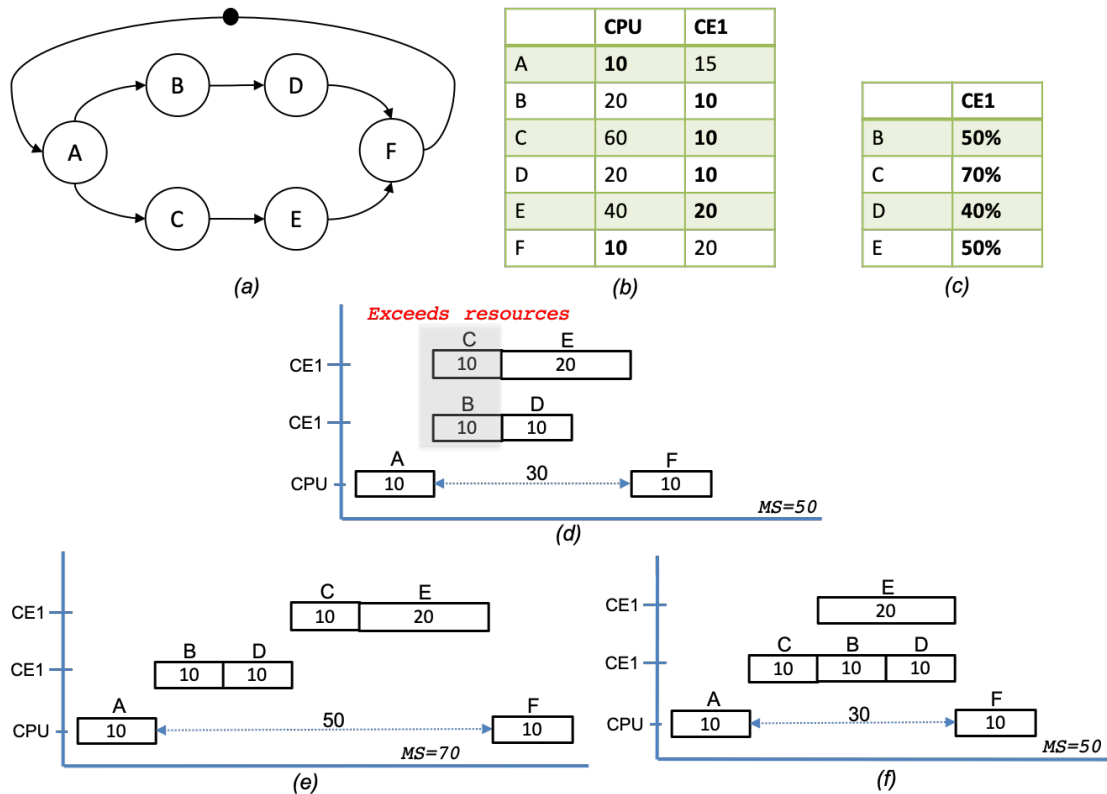 B D
A F
C E
(a)
CPU CE1
A 10 15
B 20 10
C 60 10
D 20 10
E 40 20
F 10 20
(b)
CE1
B 50%
C 70%
D 40%
E 50%
(c)
Exceeds resources
C E
CE1 10 20
B D
CE1 10 10
A 30 F
CPU 10 10
MS=50
(d)
C E
CE1 10 20
B D
CE1 10 10
A 50 F
CPU 10 10
MS=70
(e)
E
CE1 20
C B D
CE1 10 10 10
A 30 F
CPU 10 10
MS=50
(f)